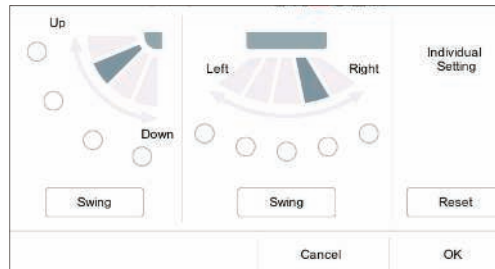 Up
Down
Swing
Left
Right
Swing
Individual
Setting
Reset
Cancel
OK